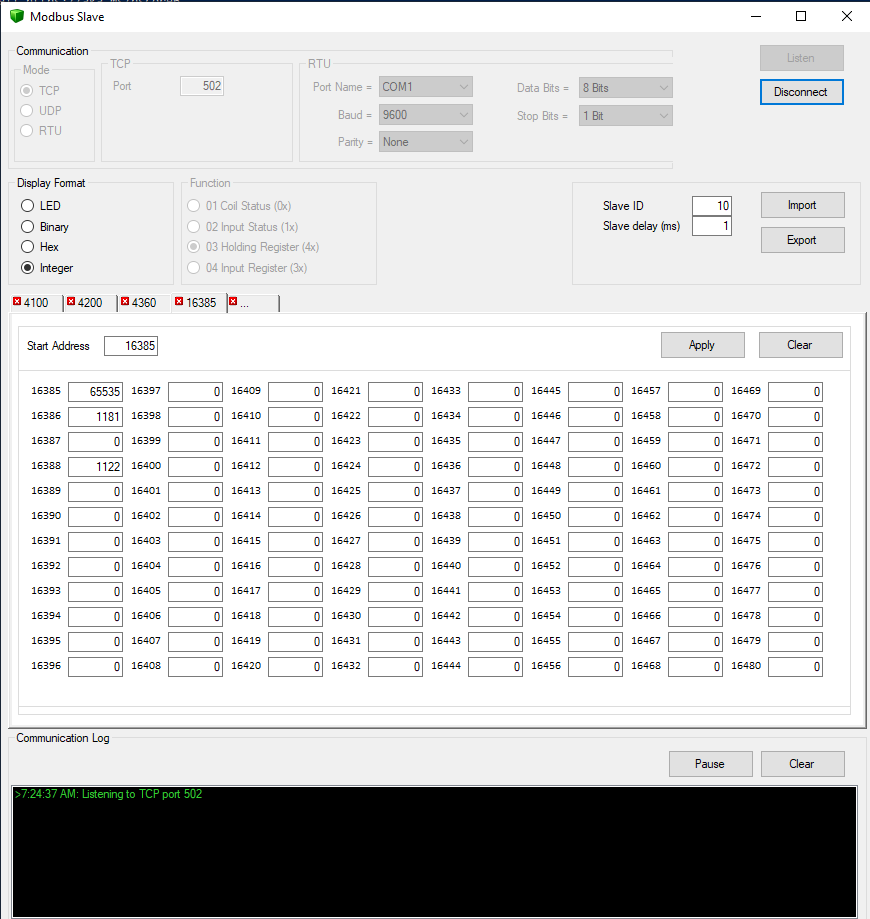 Modbus Slave
Communication
Mode
TCP
UDP
RTU
TCP
Port 502
RTU
Port Name = COM1
Baud = 9600
Parity = None
Data Bits = 8 Bits
Stop Bits = 1 Bit
Listen
Disconnect
Display Format
LED
Binary
Hex
Integer
Function
01 Coil Status (0x)
02 Input Status (1x)
03 Holding Register (4x)
04 Input Register (3x)
Slave ID 10
Slave delay (ms) 1
Import
Export
4100 4200 4360 16385 ...
Start Address 16385 Apply Clear
16385 65535 16397 0 16409 0 16421 0 16433 0 16445 0 16457 0 16469 0
16386 1181 16398 0 16410 0 16422 0 16434 0 16446 0 16458 0 16470 0
16387 0 16399 0 16411 0 16423 0 16435 0 16447 0 16459 0 16471 0
16388 1122 16400 0 16412 0 16424 0 16436 0 16448 0 16460 0 16472 0
16389 0 16401 0 16413 0 16425 0 16437 0 16449 0 16461 0 16473 0
16390 0 16402 0 16414 0 16426 0 16438 0 16450 0 16462 0 16474 0
16391 0 16403 0 16415 0 16427 0 16439 0 16451 0 16463 0 16475 0
16392 0 16404 0 16416 0 16428 0 16440 0 16452 0 16464 0 16476 0
16393 0 16405 0 16417 0 16429 0 16441 0 16453 0 16465 0 16477 0
16394 0 16406 0 16418 0 16430 0 16442 0 16454 0 16466 0 16478 0
16395 0 16407 0 16419 0 16431 0 16443 0 16455 0 16467 0 16479 0
16396 0 16408 0 16420 0 16432 0 16444 0 16456 0 16468 0 16480 0
Communication Log
Pause Clear
>7:24:37 AM: Listening to TCP port 502